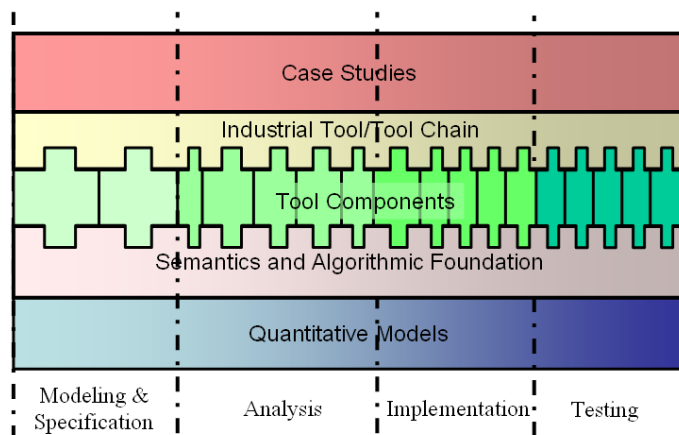 Case Studies
Industrial Tool/Tool Chain
Tool Components
Semantics and Algorithmic Foundation
Quantitative Models
Modeling &
Specification
Analysis
Implementation
Testing